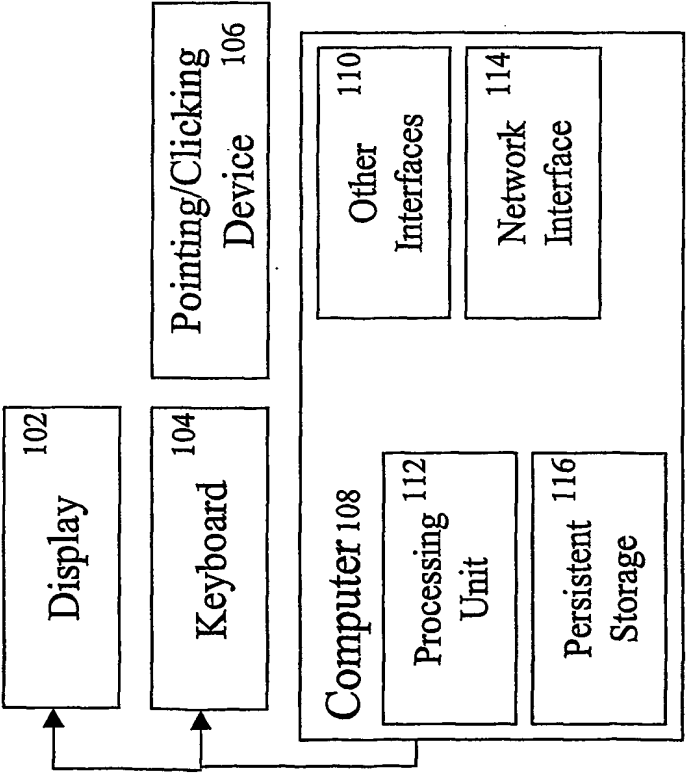 Display
102
Keyboard
104
Pointing/Clicking
Device
106
Computer 108
Processing
Unit
112
Other
Interfaces
110
Persistent
Storage
116
Network
Interface
114